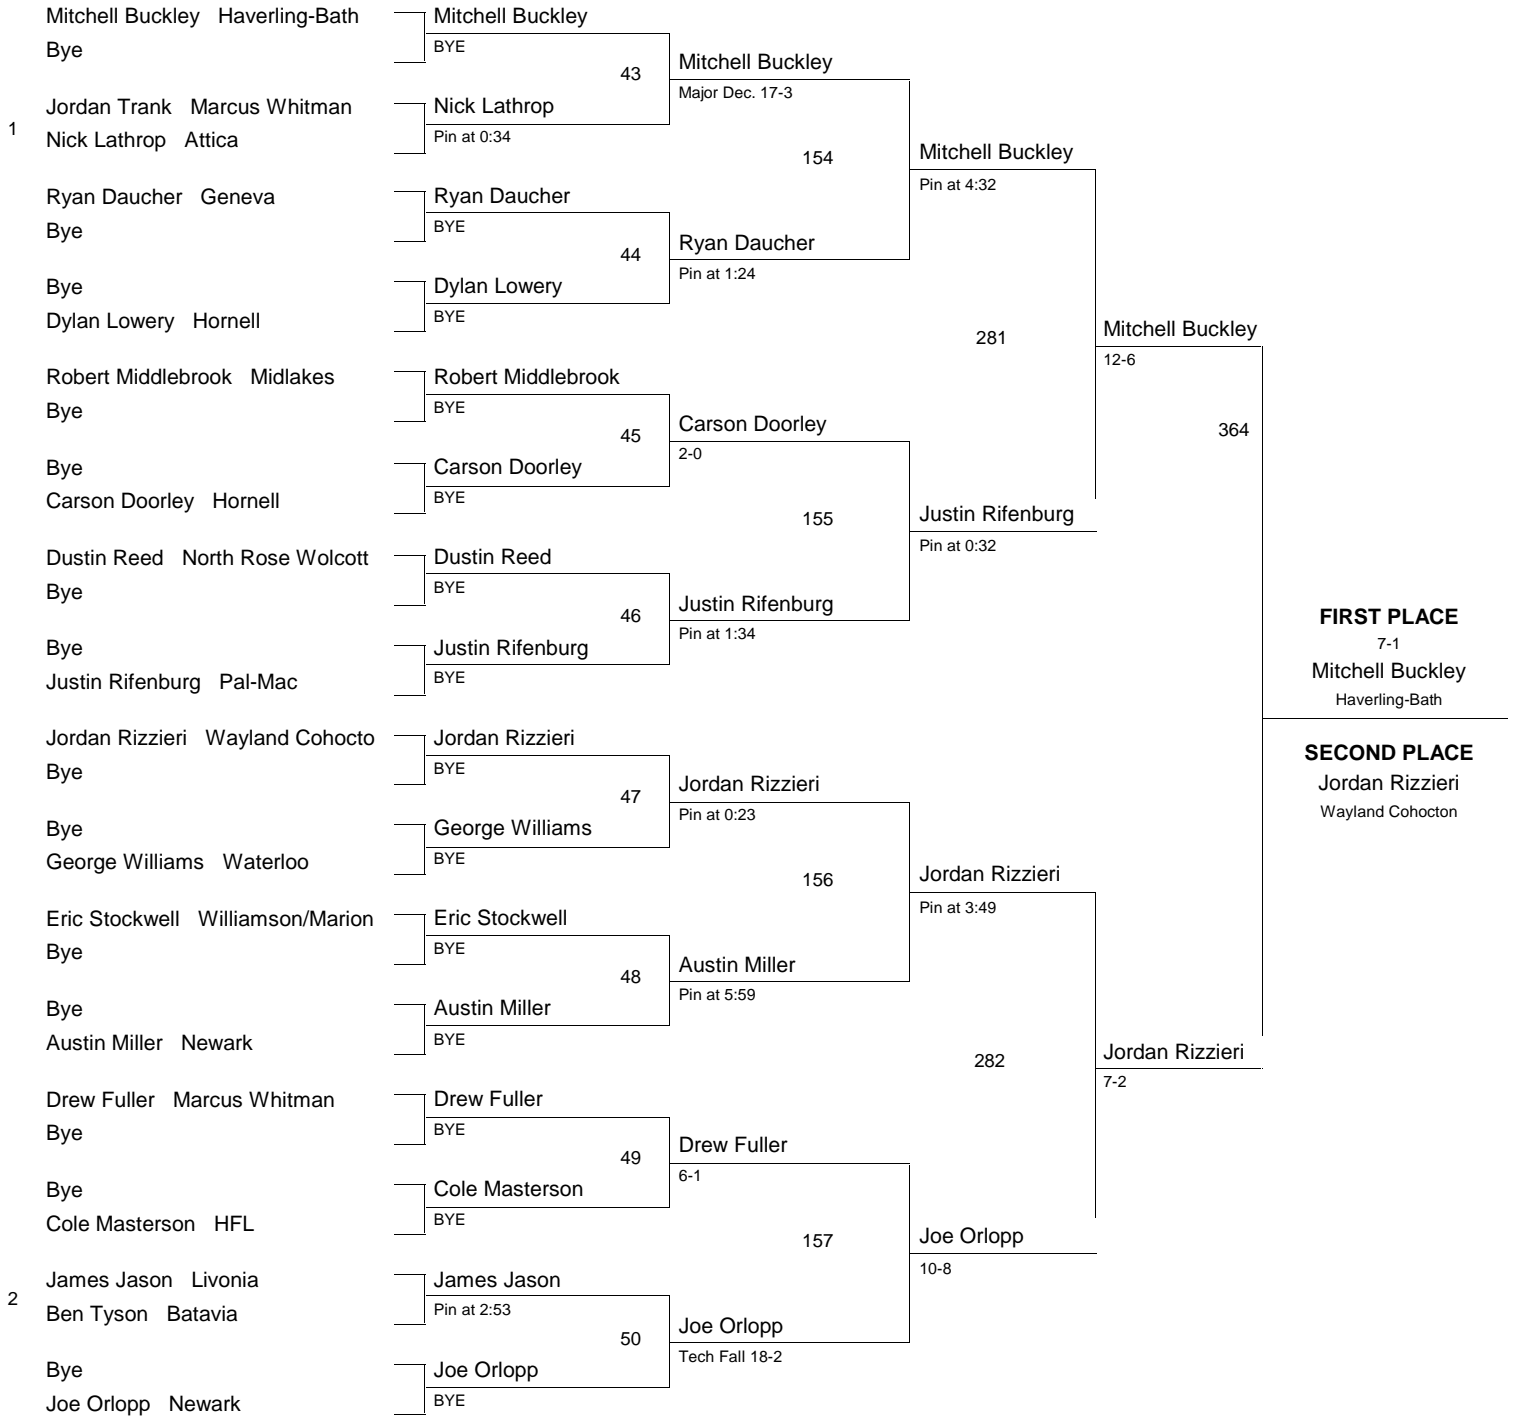 Mitchell Buckley Haverling-Bath
Bye
1
Jordan Trank Marcus Whitman
Nick Lathrop Attica
Ryan Daucher Geneva
Bye
Bye
Dylan Lowery Hornell
Robert Middlebrook Midlakes
Bye
Bye
Carson Doorley Hornell
Dustin Reed North Rose Wolcott
Bye
Bye
Justin Rifenburg Pal-Mac
Jordan Rizzieri Wayland Cohocto
Bye
Bye
George Williams Waterloo
Eric Stockwell Williamson/Marion
Bye
Bye
Austin Miller Newark
Drew Fuller Marcus Whitman
Bye
Bye
Cole Masterson HFL
2
James Jason Livonia
Ben Tyson Batavia
Bye
Joe Orlopp Newark
Mitchell Buckley
BYE
43
Nick Lathrop
Pin at 0:34
Ryan Daucher
BYE
44
Dylan Lowery
BYE
Robert Middlebrook
BYE
45
Carson Doorley
BYE
Dustin Reed
BYE
46
Justin Rifenburg
BYE
Jordan Rizzieri
BYE
47
George Williams
BYE
Eric Stockwell
BYE
48
Austin Miller
BYE
Drew Fuller
BYE
49
Cole Masterson
BYE
James Jason
Pin at 2:53
50
Joe Orlopp
BYE
Mitchell Buckley
Major Dec. 17-3
154
Ryan Daucher
Pin at 1:24
Carson Doorley
2-0
155
Justin Rifenburg
Pin at 1:34
Jordan Rizzieri
Pin at 0:23
156
Austin Miller
Pin at 5:59
Drew Fuller
6-1
157
Joe Orlopp
Tech Fall 18-2
Mitchell Buckley
Pin at 4:32
281
Justin Rifenburg
Pin at 0:32
Jordan Rizzieri
Pin at 3:49
282
Joe Orlopp
10-8
Mitchell Buckley
12-6
364
Jordan Rizzieri
7-2
FIRST PLACE
7-1
Mitchell Buckley
Haverling-Bath
SECOND PLACE
Jordan Rizzieri
Wayland Cohocton